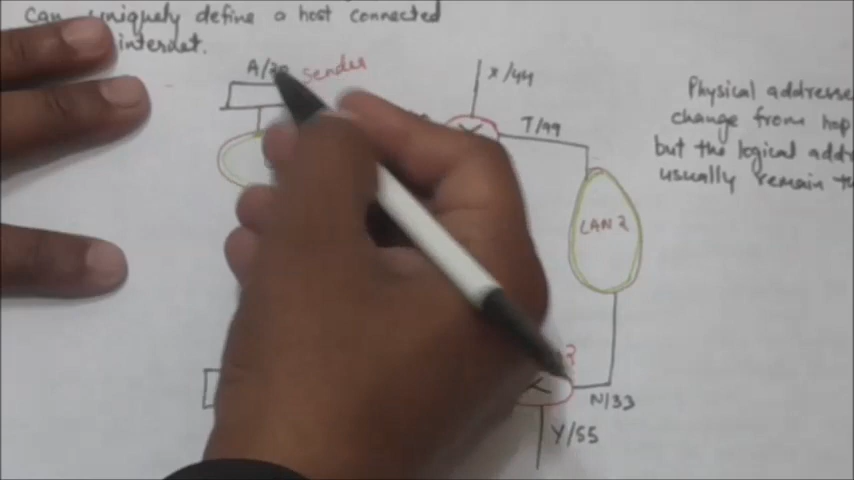 can uniquely define a host connected
internet.
A/20 sender
X/44
T/99
Physical addresse
change from hop
but the logical addr
usually remain t
LAN 2
N/33
Y/55